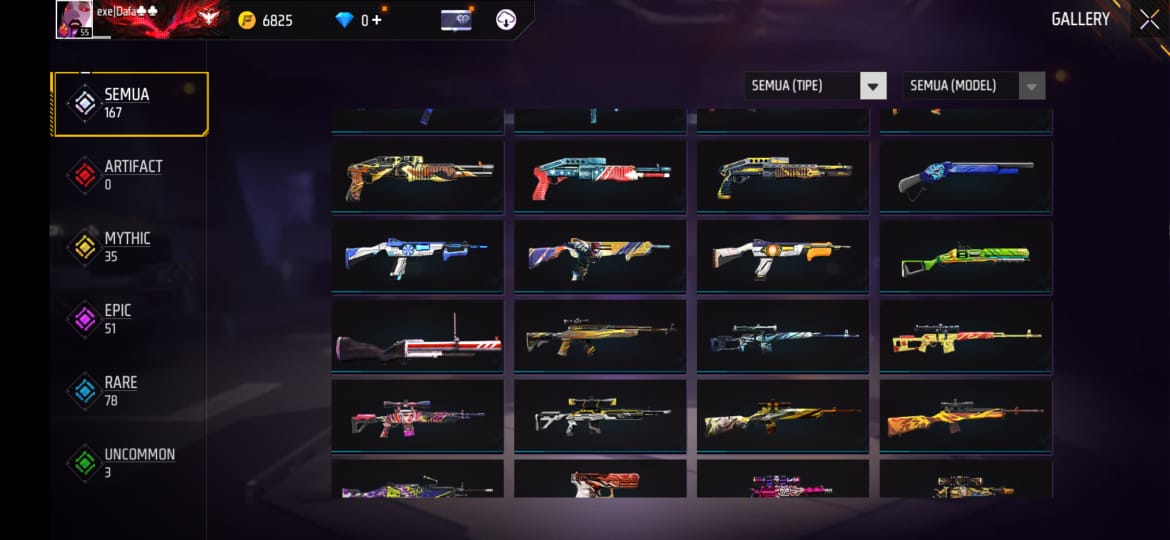 exe|Dafa♣♣
55
6825
0 +
GALLERY
SEMUA
167
SEMUA (TIPE)
SEMUA (MODEL)
ARTIFACT
0
MYTHIC
35
EPIC
51
RARE
78
UNCOMMON
3